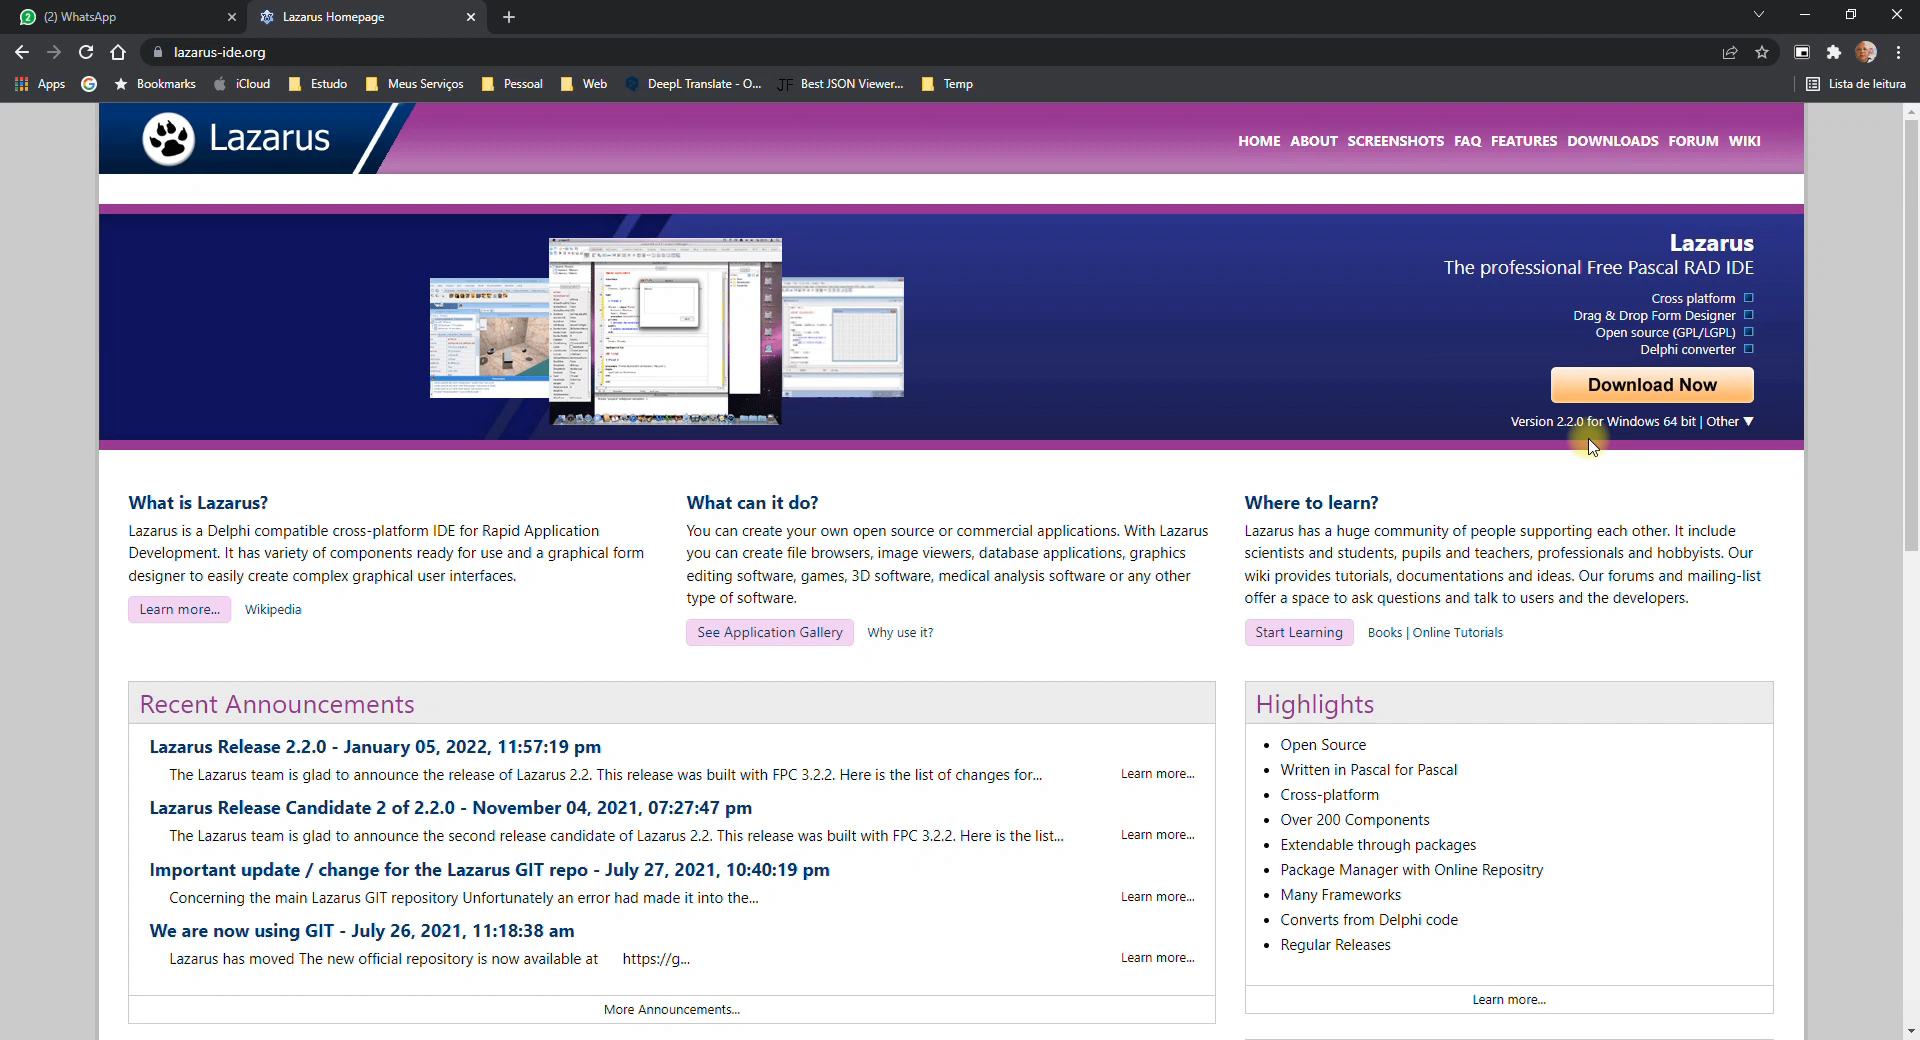 (2) WhatsApp
Lazarus Homepage
lazarus-ide.org
Apps
Bookmarks
iCloud
Estudo
Meus Serviços
Pessoal
Web
DeepL Translate - O...
JF Best JSON Viewer...
Temp
Lista de leitura
Lazarus
HOME ABOUT SCREENSHOTS FAQ FEATURES DOWNLOADS FORUM WIKI
Lazarus
The professional Free Pascal RAD IDE
Cross platform
Drag & Drop Form Designer
Open source (GPL/LGPL)
Delphi converter
Download Now
Version 2.2.0 for Windows 64 bit | Other ▼
What is Lazarus?
Lazarus is a Delphi compatible cross-platform IDE for Rapid Application
Development. It has variety of components ready for use and a graphical form
designer to easily create complex graphical user interfaces.
Learn more... Wikipedia
What can it do?
You can create your own open source or commercial applications. With Lazarus
you can create file browsers, image viewers, database applications, graphics
editing software, games, 3D software, medical analysis software or any other
type of software.
See Application Gallery Why use it?
Where to learn?
Lazarus has a huge community of people supporting each other. It include
scientists and students, pupils and teachers, professionals and hobbyists. Our
wiki provides tutorials, documentations and ideas. Our forums and mailing-list
offer a space to ask questions and talk to users and the developers.
Start Learning Books | Online Tutorials
Recent Announcements
Lazarus Release 2.2.0 - January 05, 2022, 11:57:19 pm
The Lazarus team is glad to announce the release of Lazarus 2.2. This release was built with FPC 3.2.2. Here is the list of changes for... Learn more...
Lazarus Release Candidate 2 of 2.2.0 - November 04, 2021, 07:27:47 pm
The Lazarus team is glad to announce the second release candidate of Lazarus 2.2. This release was built with FPC 3.2.2. Here is the list... Learn more...
Important update / change for the Lazarus GIT repo - July 27, 2021, 10:40:19 pm
Concerning the main Lazarus GIT repository Unfortunately an error had made it into the... Learn more...
We are now using GIT - July 26, 2021, 11:18:38 am
Lazarus has moved The new official repository is now available at https://g... Learn more...
More Announcements...
Highlights
• Open Source
• Written in Pascal for Pascal
• Cross-platform
• Over 200 Components
• Extendable through packages
• Package Manager with Online Repositry
• Many Frameworks
• Converts from Delphi code
• Regular Releases
Learn more...